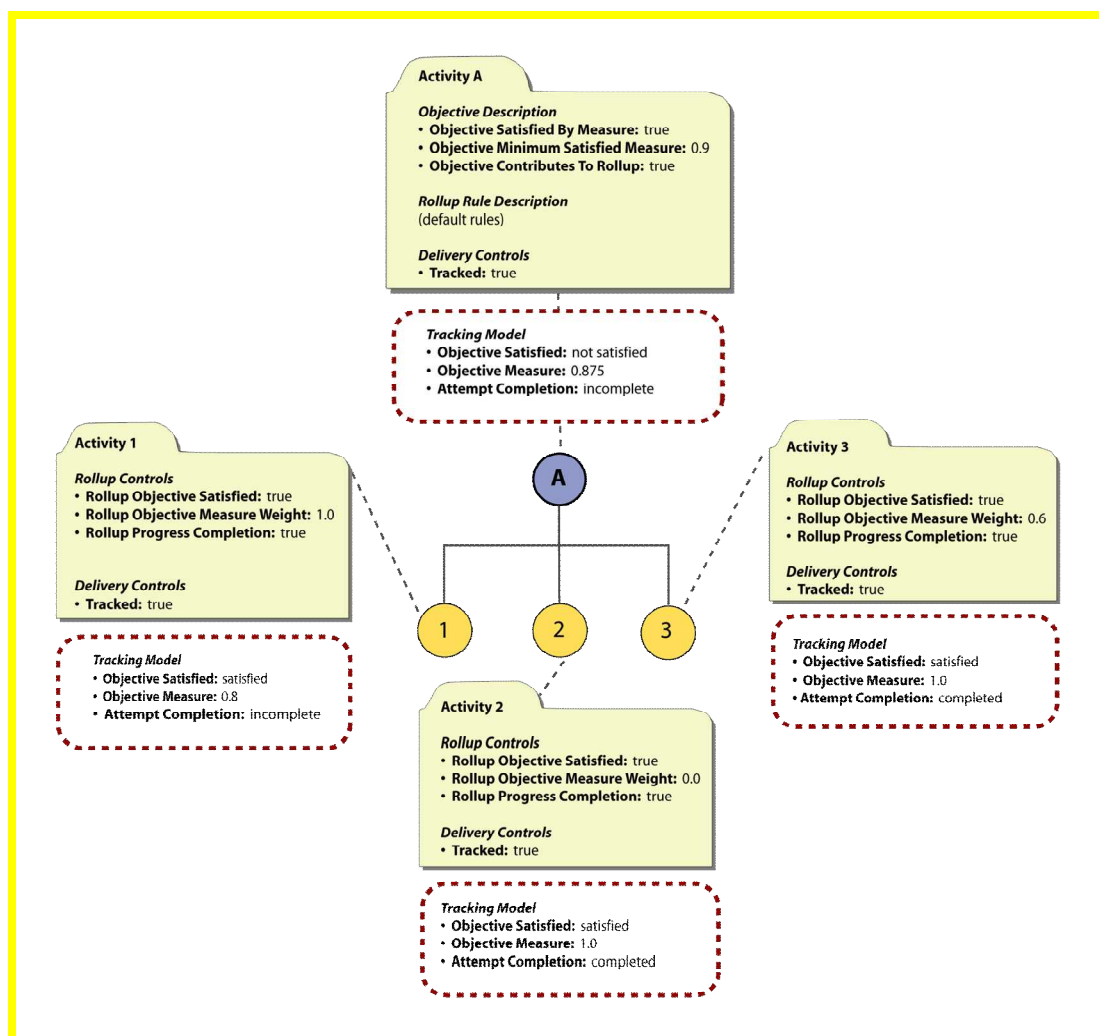 Activity A
Objective Description
• Objective Satisfied By Measure: true
• Objective Minimum Satisfied Measure: 0.9
• Objective Contributes To Rollup: true
Rollup Rule Description
(default rules)
Delivery Controls
• Tracked: true
Tracking Model
• Objective Satisfied: not satisfied
• Objective Measure: 0.875
• Attempt Completion: incomplete
Activity 1
Rollup Controls
• Rollup Objective Satisfied: true
• Rollup Objective Measure Weight: 1.0
• Rollup Progress Completion: true
Delivery Controls
• Tracked: true
Tracking Model
• Objective Satisfied: satisfied
• Objective Measure: 0.8
• Attempt Completion: incomplete
A
1
2
3
Activity 3
Rollup Controls
• Rollup Objective Satisfied: true
• Rollup Objective Measure Weight: 0.6
• Rollup Progress Completion: true
Delivery Controls
• Tracked: true
Tracking Model
• Objective Satisfied: satisfied
• Objective Measure: 1.0
• Attempt Completion: completed
Activity 2
Rollup Controls
• Rollup Objective Satisfied: true
• Rollup Objective Measure Weight: 0.0
• Rollup Progress Completion: true
Delivery Controls
• Tracked: true
Tracking Model
• Objective Satisfied: satisfied
• Objective Measure: 1.0
• Attempt Completion: completed